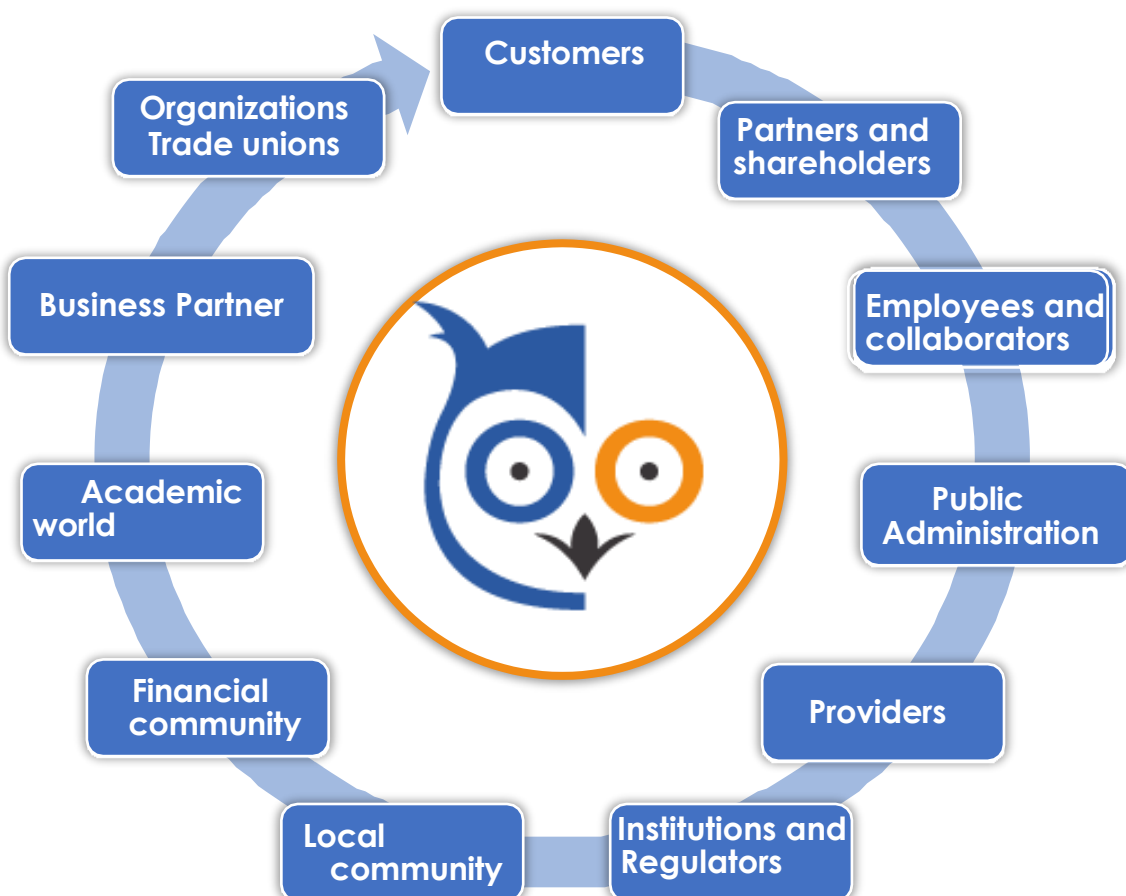 Customers
Partners and
shareholders
Employees and
collaborators
Public
Administration
Providers
Institutions and
Regulators
Local
community
Financial
community
Academic
world
Business Partner
Organizations
Trade unions